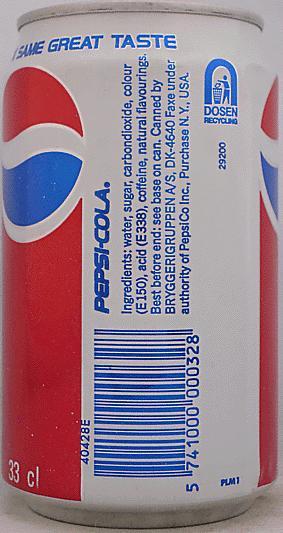 SAME GREAT TASTE
PEPSI-COLA.
Ingredients: water, sugar, carbondioxide, colour
(E150), acid (E338), coffeine, natural flavourings.
Best before end: see base on can. Canned by
BRYGGERIGRUPPEN A/S, DK-4640 Faxe under
authority of PepsiCo Inc., Purchase N.Y., USA.
DOSEN
RECYCLING
29200
40428E
5 741000 000328
33 cl
PLM 1